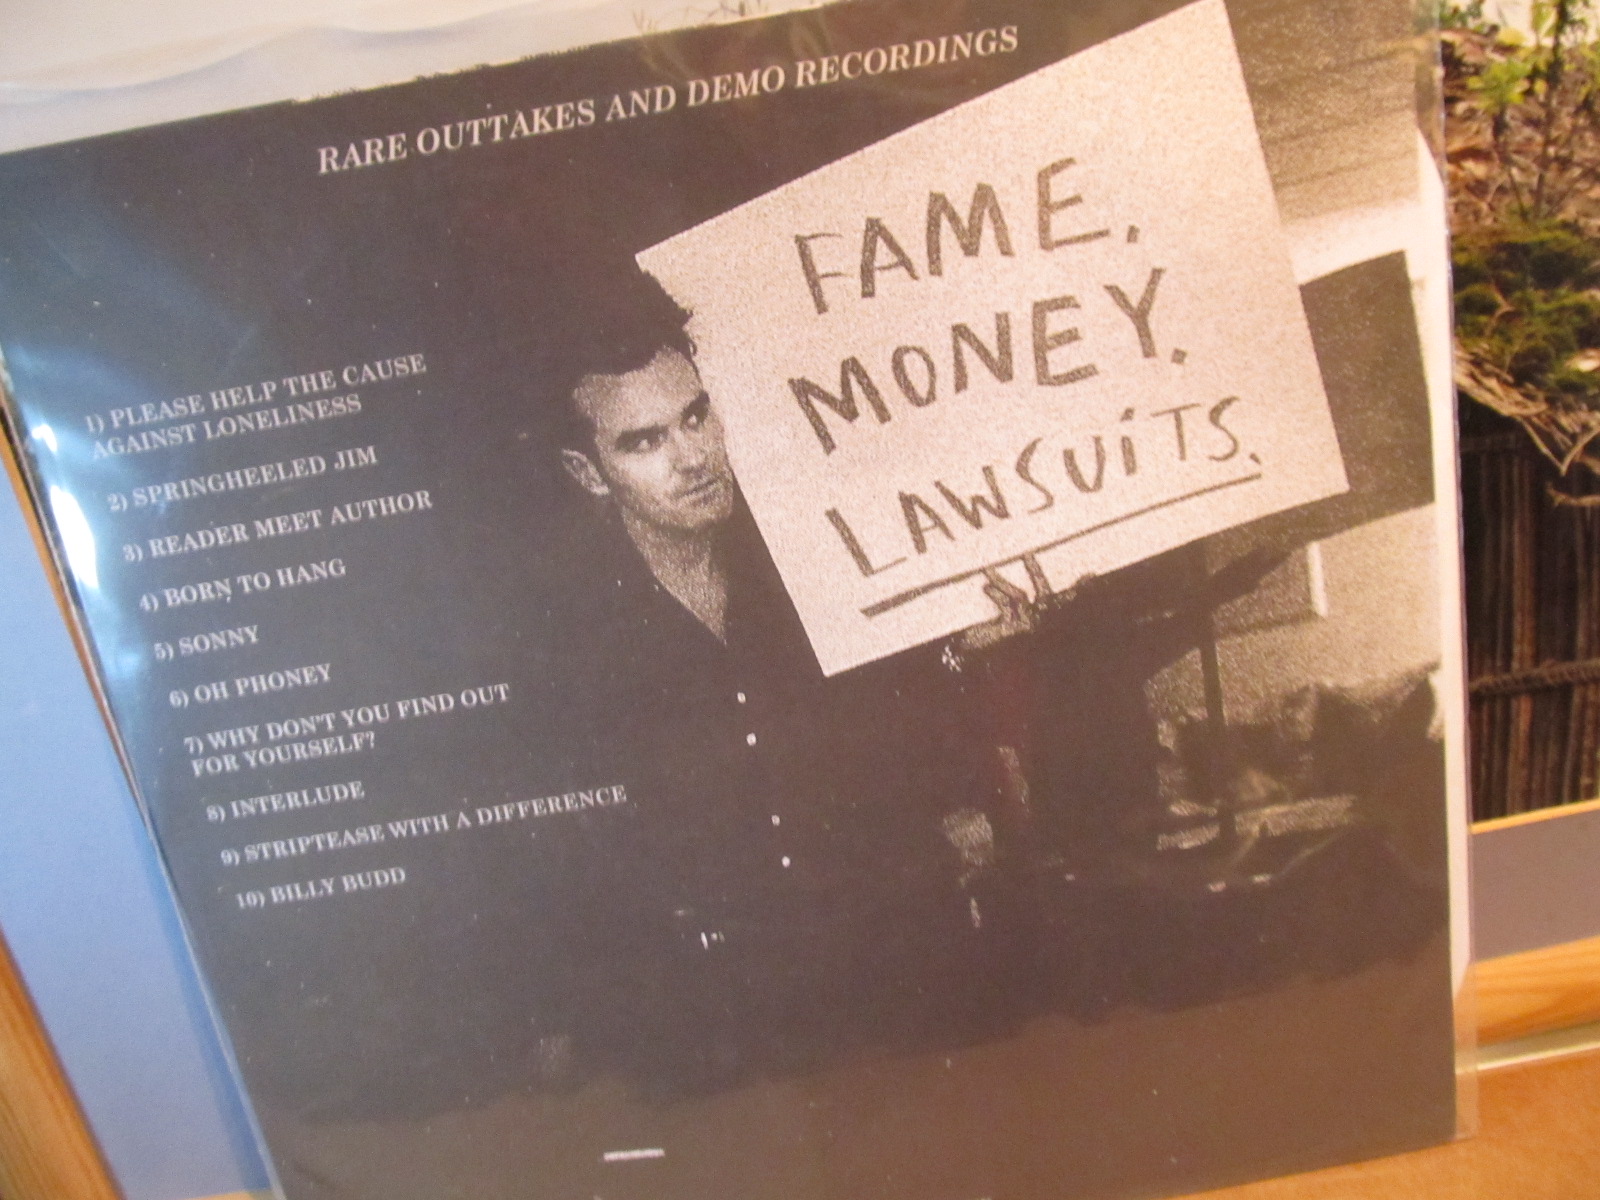 RARE OUTTAKES AND DEMO RECORDINGS
FAME.
MONEY.
LAWSUiTS.
1) PLEASE HELP THE CAUSE
AGAINST LONELINESS
2) SPRINGHEELED JIM
3) READER MEET AUTHOR
4) BORN TO HANG
5) SONNY
6) OH PHONEY
7) WHY DON'T YOU FIND OUT
FOR YOURSELF?
8) INTERLUDE
9) STRIPTEASE WITH A DIFFERENCE
10) BILLY BUDD